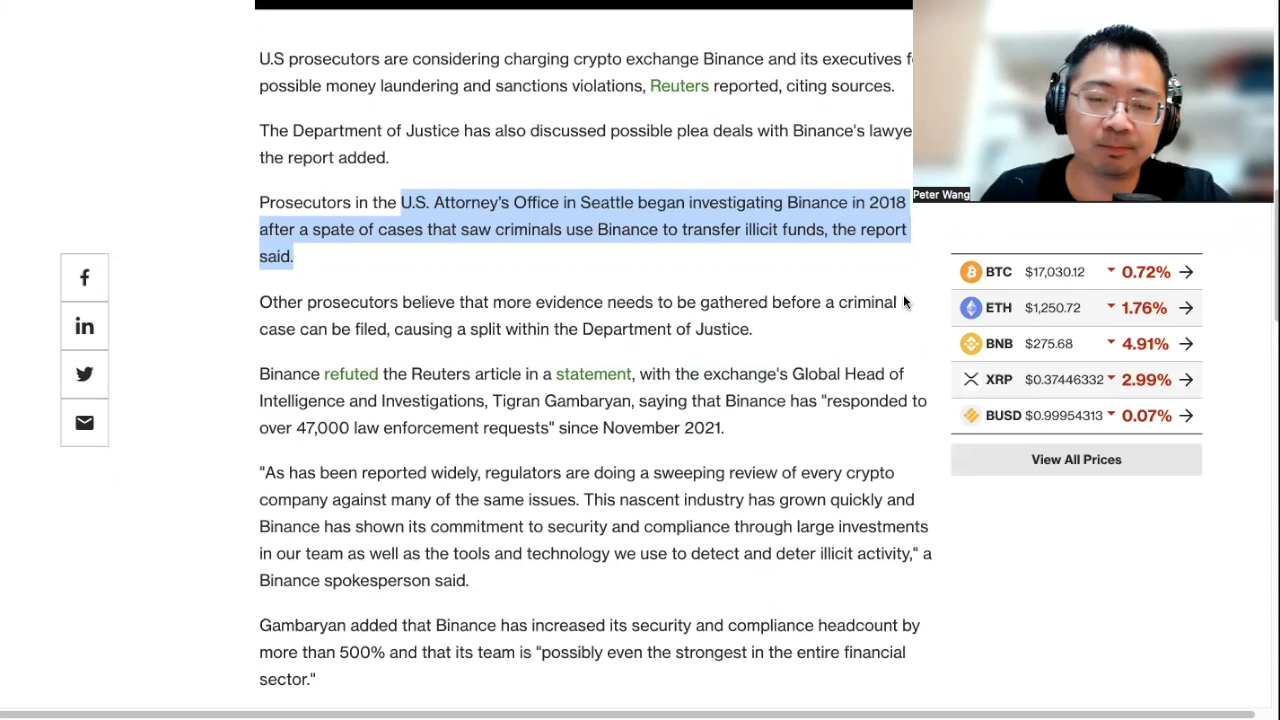 U.S prosecutors are considering charging crypto exchange Binance and its executives
possible money laundering and sanctions violations, Reuters reported, citing sources.
The Department of Justice has also discussed possible plea deals with Binance's
the report added.
Prosecutors in the U.S. Attorney's Office in Seattle began investigating Binance in 2018
after a spate of cases that saw criminals use Binance to transfer illicit funds, the report
said.
Other prosecutors believe that more evidence needs to be gathered before a criminal
case can be filed, causing a split within the Department of Justice.
Binance refuted the Reuters article in a statement, with the exchange's Global Head of
Intelligence and Investigations, Tigran Gambaryan, saying that Binance has "responded to
over 47,000 law enforcement requests" since November 2021.
"As has been reported widely, regulators are doing a sweeping review of every crypto
company against many of the same issues. This nascent industry has grown quickly and
Binance has shown its commitment to security and compliance through large investments
in our team as well as the tools and technology we use to detect and deter illicit activity," a
Binance spokesperson said.
Gambaryan added that Binance has increased its security and compliance headcount by
more than 500% and that its team is "possibly even the strongest in the entire financial
sector."
Peter Wang
BTC $17,030.12 0.72%
ETH $1,250.72 1.76%
BNB $275.68 4.91%
XRP $0.37446332 2.99%
BUSD $0.99954313 0.07%
View All Prices